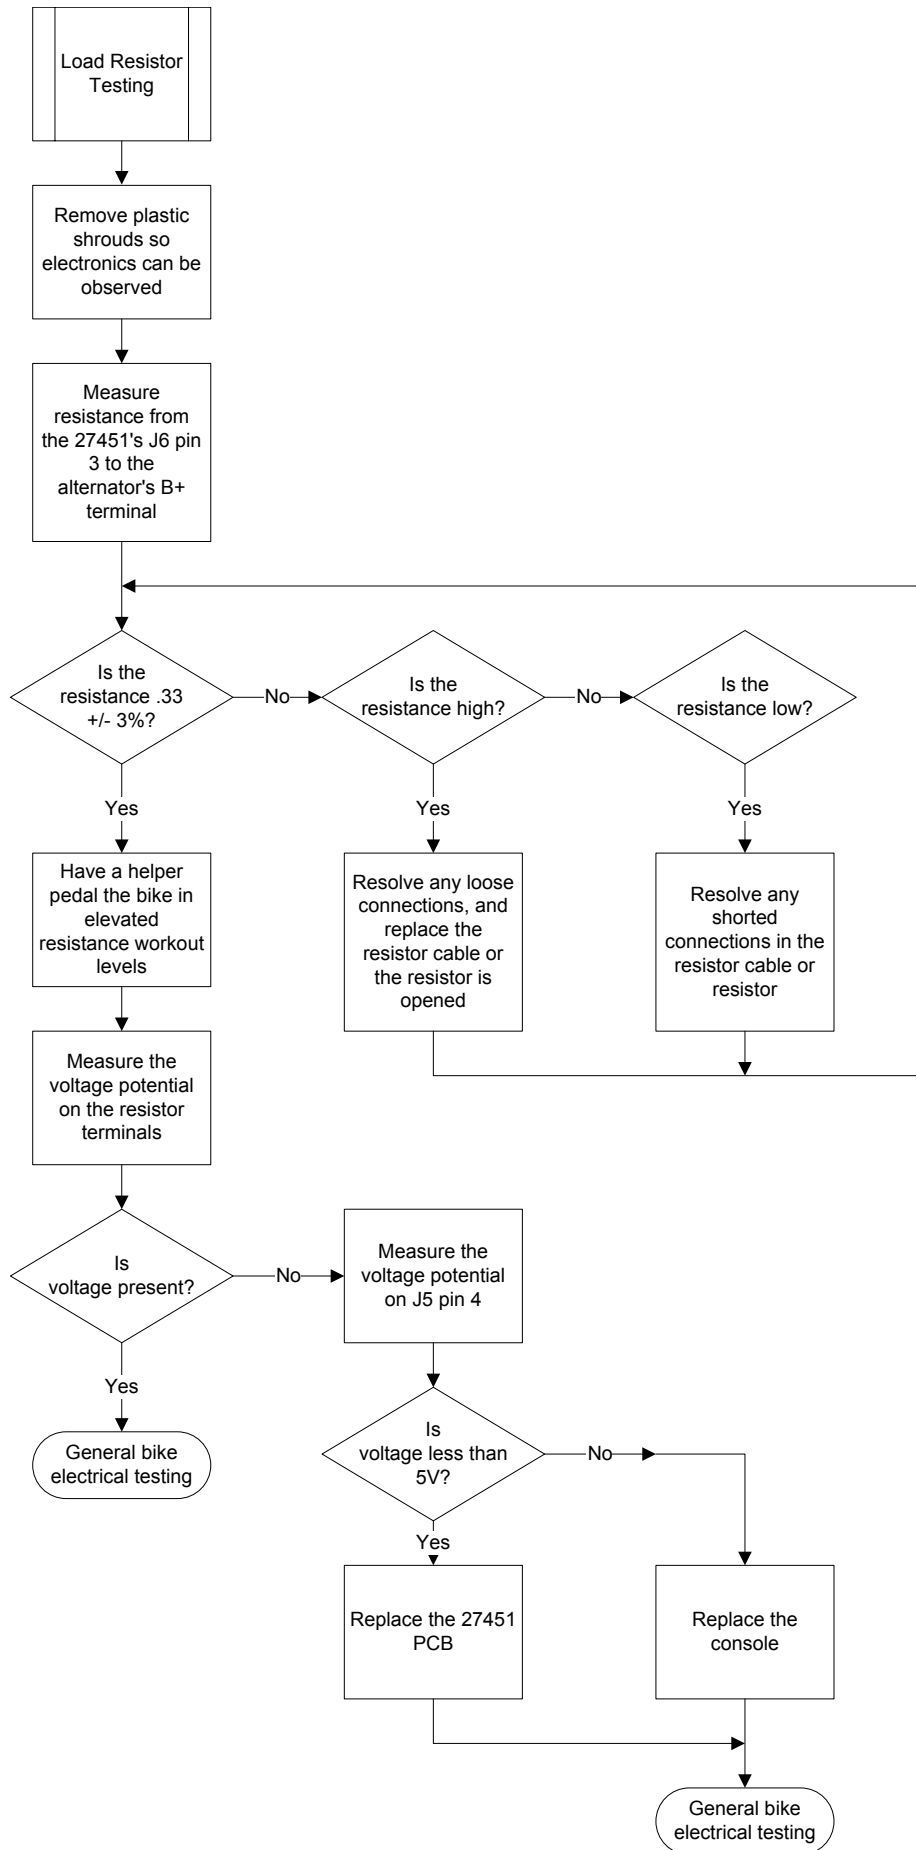 Load Resistor
Testing
Remove plastic
shrouds so
electronics can be
observed
Measure
resistance from
the 27451's J6 pin
3 to the
alternator's B+
terminal
Is the
resistance .33
+/- 3%?
No
Is the
resistance high?
No
Is the
resistance low?
Yes
Yes
Yes
Have a helper
pedal the bike in
elevated
resistance workout
levels
Resolve any loose
connections, and
replace the
resistor cable or
the resistor is
opened
Resolve any
shorted
connections in the
resistor cable or
resistor
Measure the
voltage potential
on the resistor
terminals
Is
voltage present?
No
Measure the
voltage potential
on J5 pin 4
Yes
General bike
electrical testing
Is
voltage less than
5V?
No
Yes
Replace the 27451
PCB
Replace the
console
General bike
electrical testing